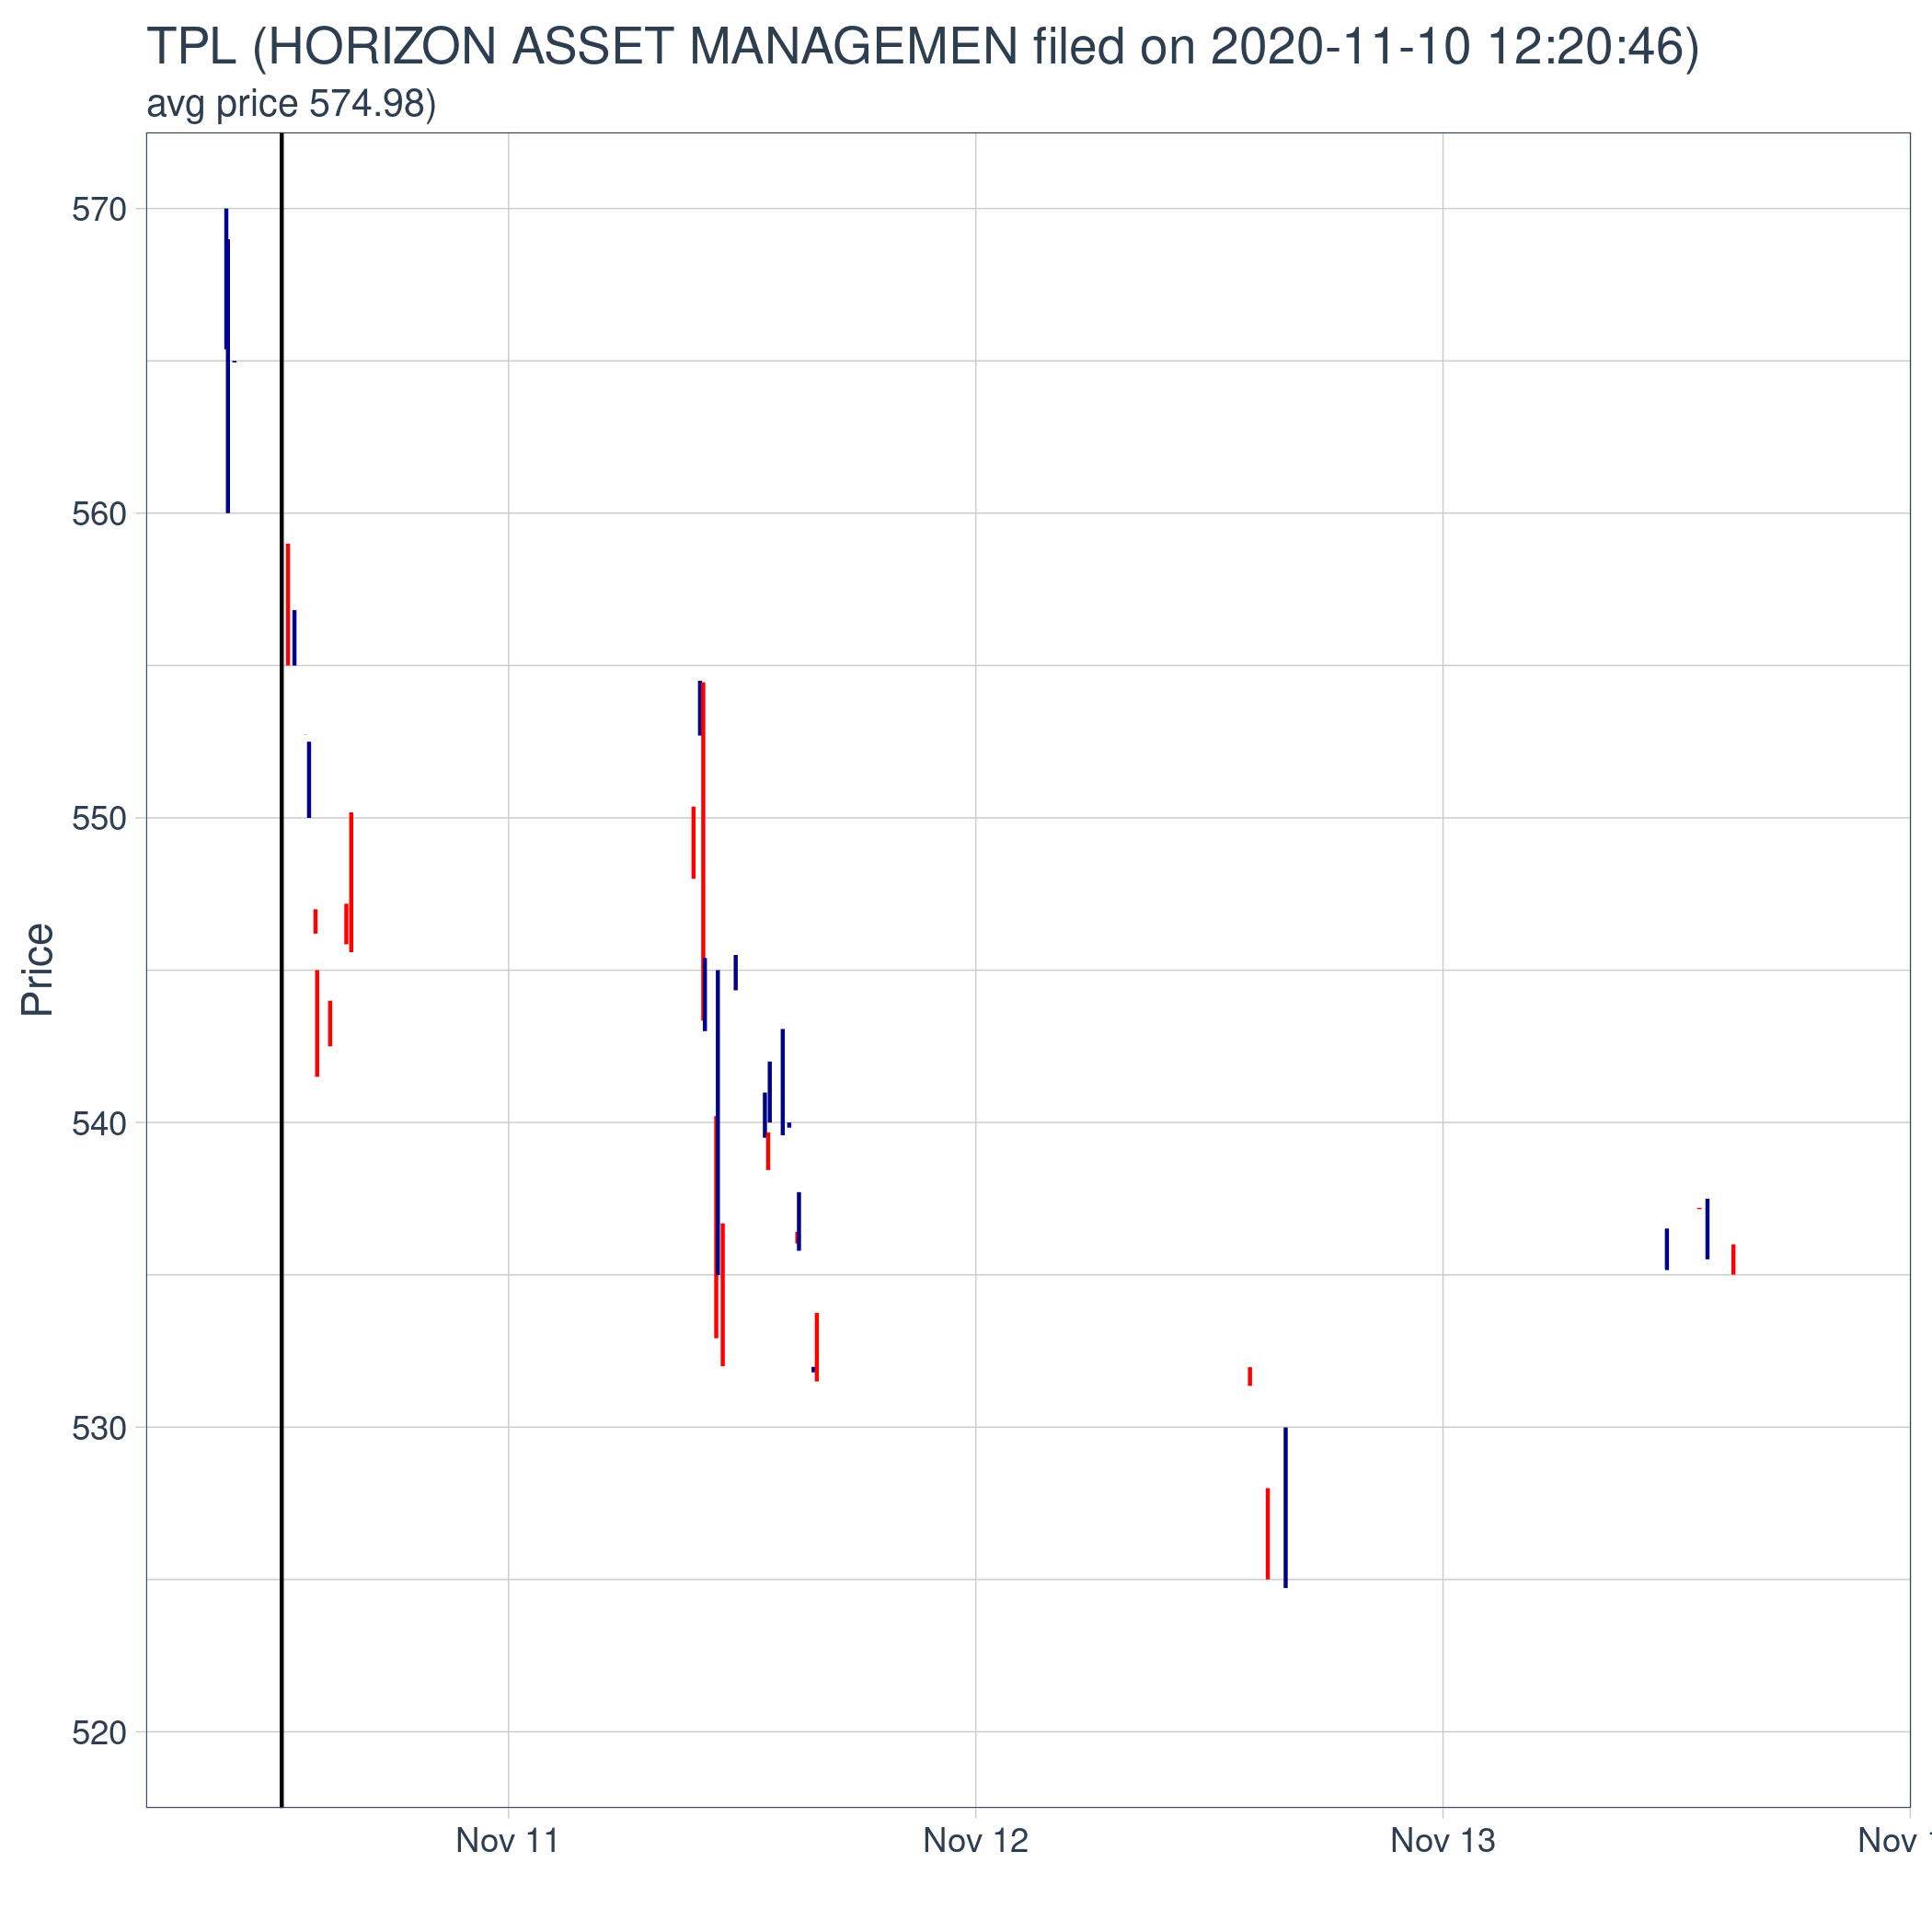 TPL (HORIZON ASSET MANAGEMEN filed on 2020-11-10 12:20:46)
avg price 574.98)
570
560
550
540
530
520
Price
Nov 11
Nov 12
Nov 13
Nov